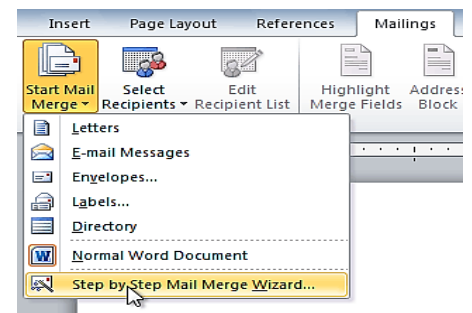 Insert Page Layout References Mailings
Start Mail Merge Select Recipients Edit Recipient List Highlight Merge Fields Address Block
Letters
E-mail Messages
Envelopes...
Labels...
Directory
Normal Word Document
Step by Step Mail Merge Wizard...